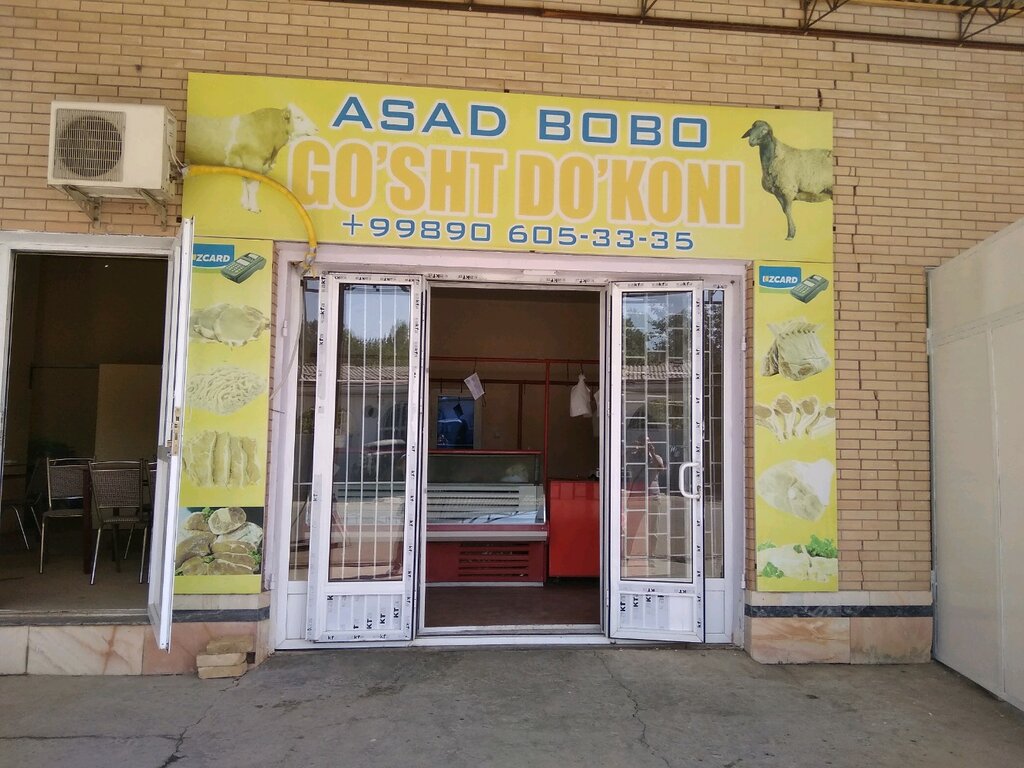 ASAD BOBO
GO'SHT DO'KONI
+99890 605-33-35
UZCARD
UZCARD